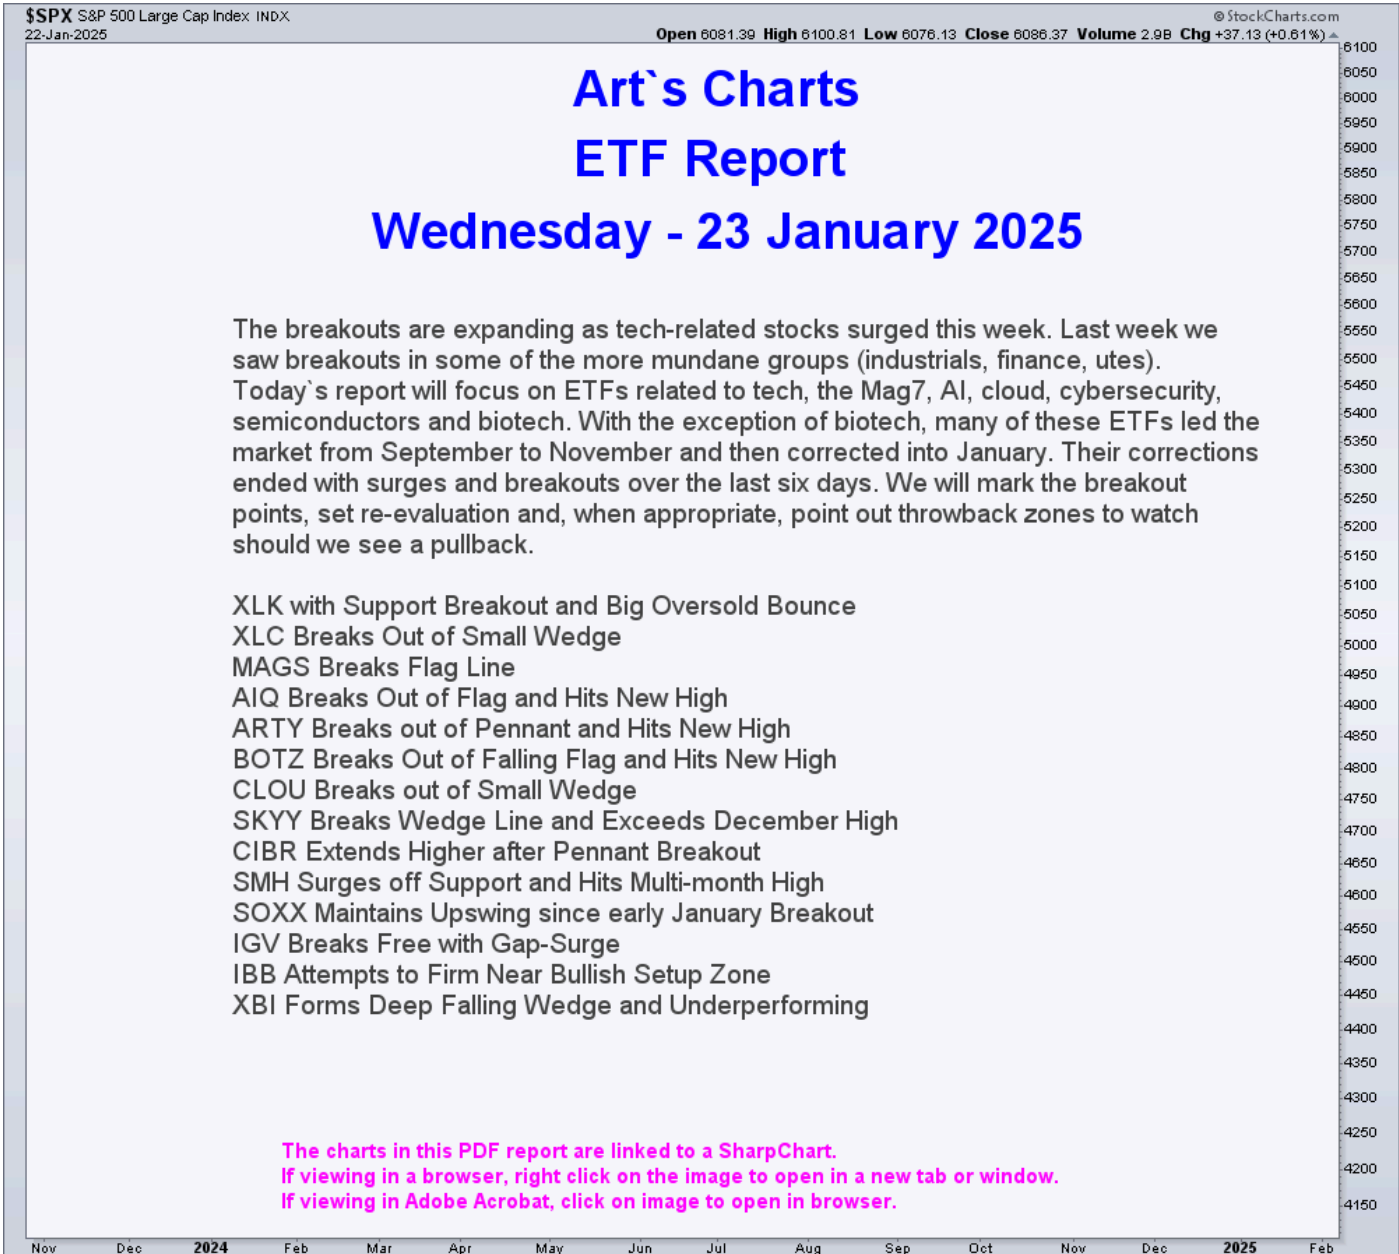 $SPX S&P 500 Large Cap Index INDX
© StockCharts.com
22-Jan-2025
Open 6081.39 High 6100.81 Low 6076.13 Close 6086.37 Volume 2.9B Chg +37.13 (+0.61%)
Art`s Charts
ETF Report
Wednesday - 23 January 2025
The breakouts are expanding as tech-related stocks surged this week. Last week we
saw breakouts in some of the more mundane groups (industrials, finance, utes).
Today`s report will focus on ETFs related to tech, the Mag7, AI, cloud, cybersecurity,
semiconductors and biotech. With the exception of biotech, many of these ETFs led the
market from September to November and then corrected into January. Their corrections
ended with surges and breakouts over the last six days. We will mark the breakout
points, set re-evaluation and, when appropriate, point out throwback zones to watch
should we see a pullback.
XLK with Support Breakout and Big Oversold Bounce
XLC Breaks Out of Small Wedge
MAGS Breaks Flag Line
AIQ Breaks Out of Flag and Hits New High
ARTY Breaks out of Pennant and Hits New High
BOTZ Breaks Out of Falling Flag and Hits New High
CLOU Breaks out of Small Wedge
SKYY Breaks Wedge Line and Exceeds December High
CIBR Extends Higher after Pennant Breakout
SMH Surges off Support and Hits Multi-month High
SOXX Maintains Upswing since early January Breakout
IGV Breaks Free with Gap-Surge
IBB Attempts to Firm Near Bullish Setup Zone
XBI Forms Deep Falling Wedge and Underperforming
The charts in this PDF report are linked to a SharpChart.
If viewing in a browser, right click on the image to open in a new tab or window.
If viewing in Adobe Acrobat, click on image to open in browser.
6100
6050
6000
5950
5900
5850
5800
5750
5700
5650
5600
5550
5500
5450
5400
5350
5300
5250
5200
5150
5100
5050
5000
4950
4900
4850
4800
4750
4700
4650
4600
4550
4500
4450
4400
4350
4300
4250
4200
4150
Nov Dec 2024 Feb Mar Apr May Jun Jul Aug Sep Oct Nov Dec 2025 Feb